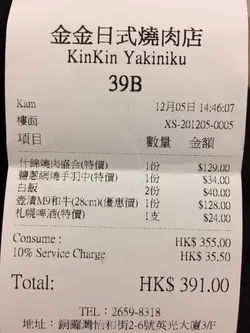 金金日式燒肉店
KinKin Yakiniku
39B
Kam 12月05日 14:46:07
樓面 XS-201205-0005
項目 數量 金額
什錦燒肉盛合(特價) 1份 $129.00
鹽蔥網燒手羽中(特價) 1份 $34.00
白飯 2份 $40.00
壺漬M9和牛(28cm)(優惠價) 1份 $128.00
札幌啤酒(特價) 1支 $24.00
Consume : HK$ 355.00
10% Service Charge HK$ 35.50
Total: HK$ 391.00
TEL：2659-8318
地址：銅鑼灣怡和街2-6號英光大廈3/F